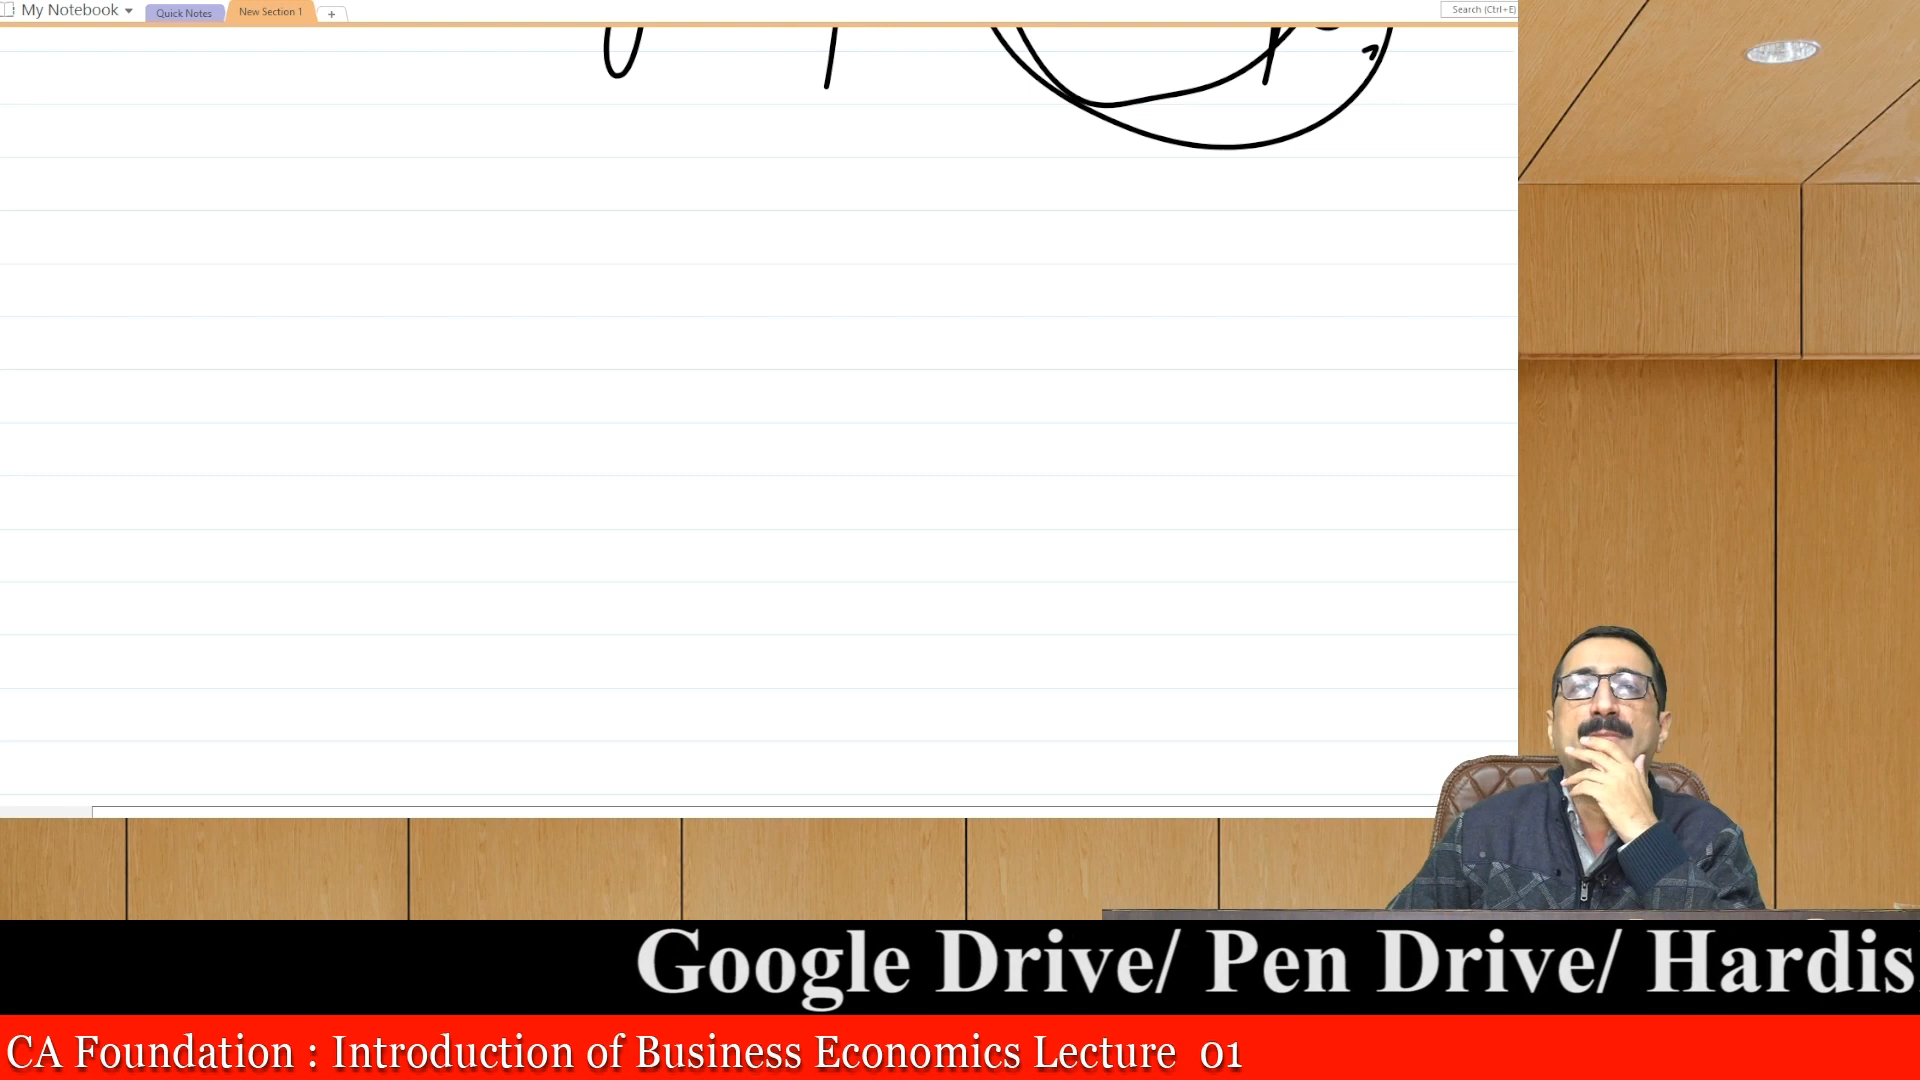 My Notebook
Quick Notes
New Section 1
Search (Ctrl+E)
Google Drive/ Pen Drive/ Hardis
CA Foundation : Introduction of Business Economics Lecture 01